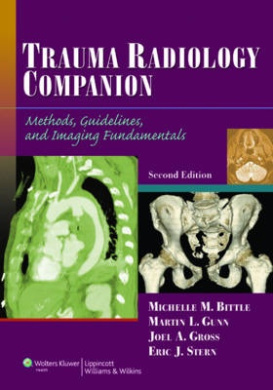 TRAUMA RADIOLOGY
COMPANION
Methods, Guidelines,
and Imaging Fundamentals
Second Edition
MICHELLE M. BITTLE
MARTIN L. GUNN
JOEL A. GROSS
ERIC J. STERN
Wolters Kluwer
Lippincott
Williams & Wilkins